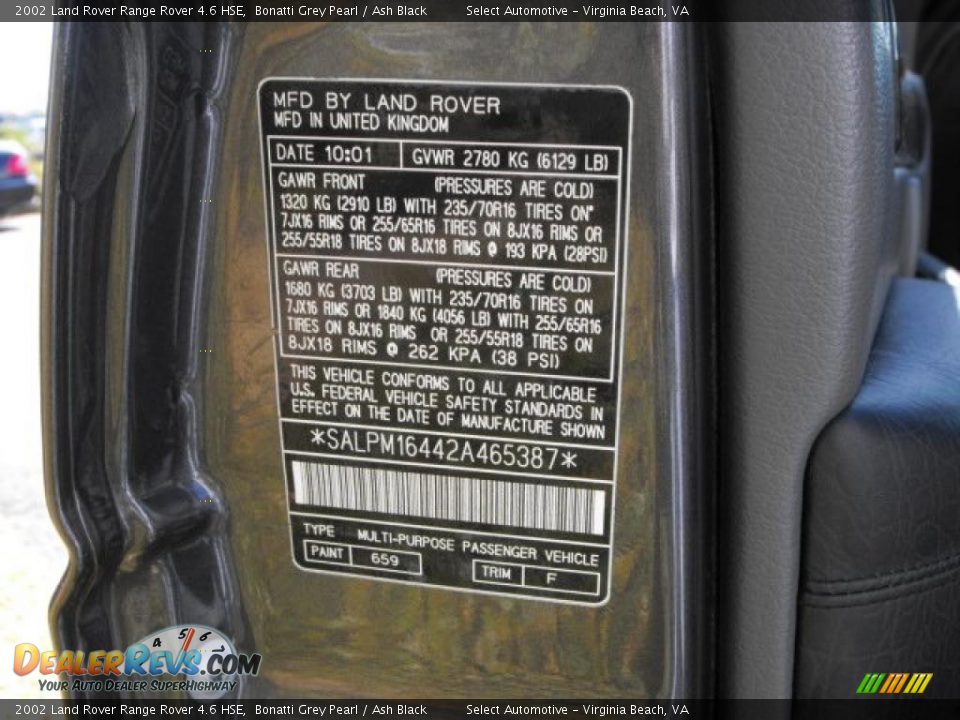 2002 Land Rover Range Rover 4.6 HSE, Bonatti Grey Pearl / Ash Black Select Automotive - Virginia Beach, VA
MFD BY LAND ROVER
MFD IN UNITED KINGDOM
DATE 10:01 GVWR 2780 KG (6129 LB)
GAWR FRONT (PRESSURES ARE COLD)
1320 KG (2910 LB) WITH 235/70R16 TIRES ON"
7JX16 RIMS OR 255/65R16 TIRES ON 8JX16 RIMS OR
255/55R18 TIRES ON 8JX18 RIMS @ 193 KPA (28PSI)
GAWR REAR (PRESSURES ARE COLD)
1680 KG (3703 LB) WITH 235/70R16 TIRES ON
7JX16 RIMS OR 1840 KG (4056 LB) WITH 255/65R16
TIRES ON 8JX16 RIMS OR 255/55R18 TIRES ON
8JX18 RIMS @ 262 KPA (38 PSI)
THIS VEHICLE CONFORMS TO ALL APPLICABLE
U.S. FEDERAL VEHICLE SAFETY STANDARDS IN
EFFECT ON THE DATE OF MANUFACTURE SHOWN
*SALPM16442A465387*
TYPE MULTI-PURPOSE PASSENGER VEHICLE
PAINT 659 TRIM F
4 5 6
DEALERREVS.COM
YOUR AUTO DEALER SUPERHIGHWAY
2002 Land Rover Range Rover 4.6 HSE, Bonatti Grey Pearl / Ash Black Select Automotive - Virginia Beach, VA